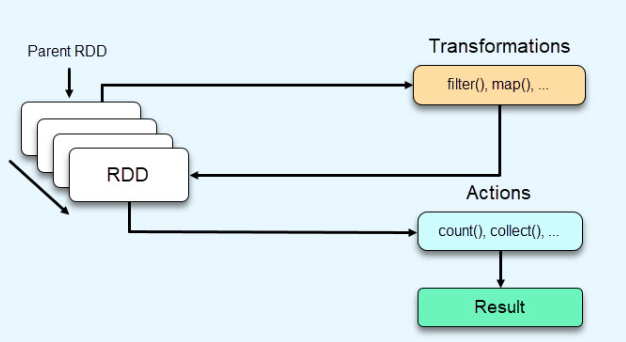 Transformations
Parent RDD
filter(), map(), ...
RDD
Actions
count(), collect(), ...
Result